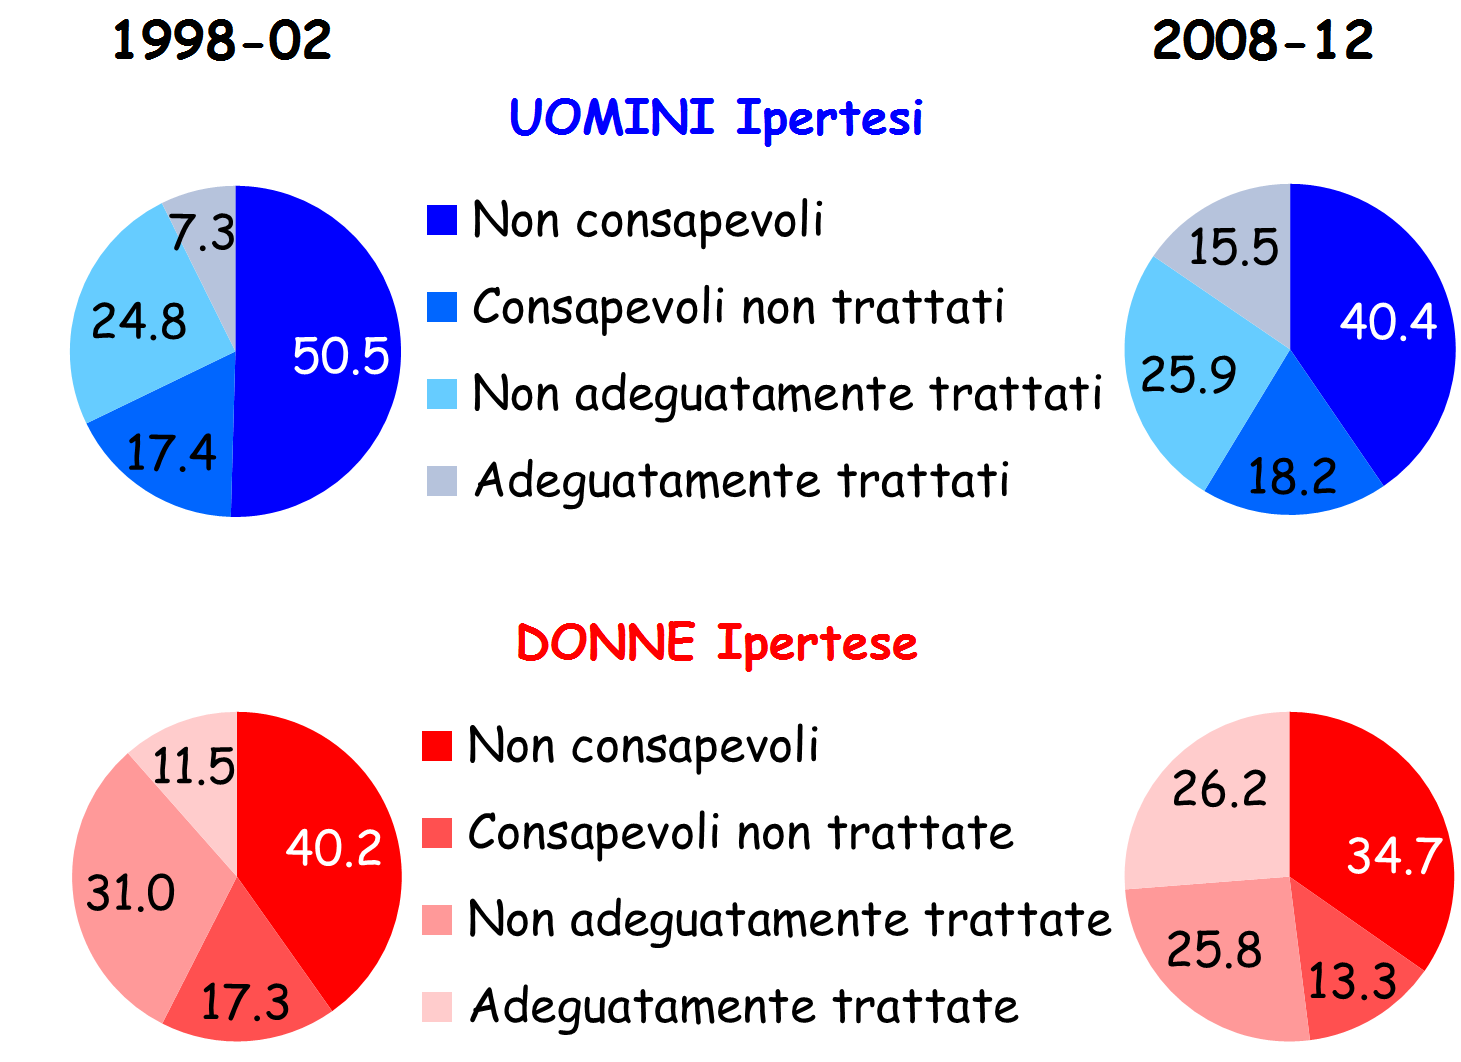 1998-02
2008-12
UOMINI Ipertesi
7.3
24.8
50.5
17.4
Non consapevoli
Consapevoli non trattati
Non adeguatamente trattati
Adeguatamente trattati
15.5
40.4
25.9
18.2
DONNE Ipertese
11.5
40.2
31.0
17.3
Non consapevoli
Consapevoli non trattate
Non adeguatamente trattate
Adeguatamente trattate
26.2
34.7
25.8
13.3